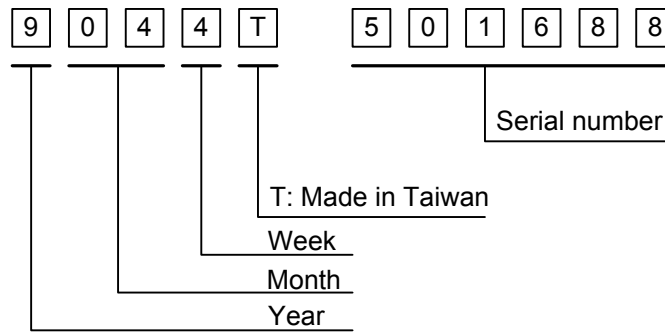 9 0 4 4 T 5 0 1 6 8 8
Serial number
T: Made in Taiwan
Week
Month
Year